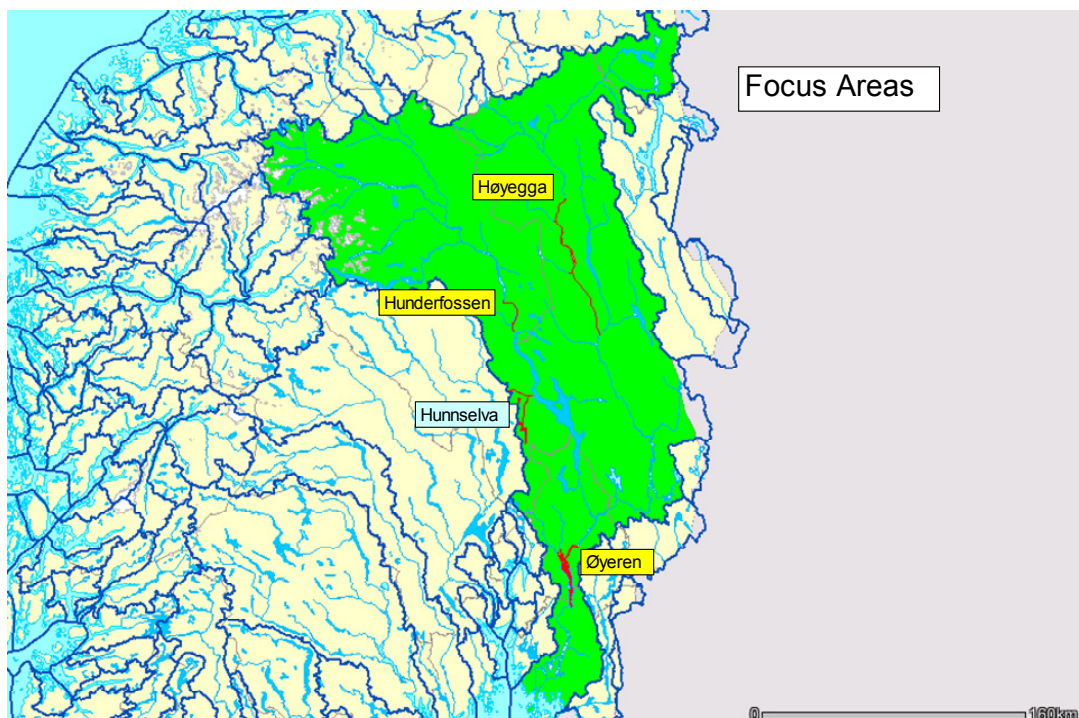 Focus Areas
Høyegga
Hunderfossen
Hunnselva
Øyeren
0 160km